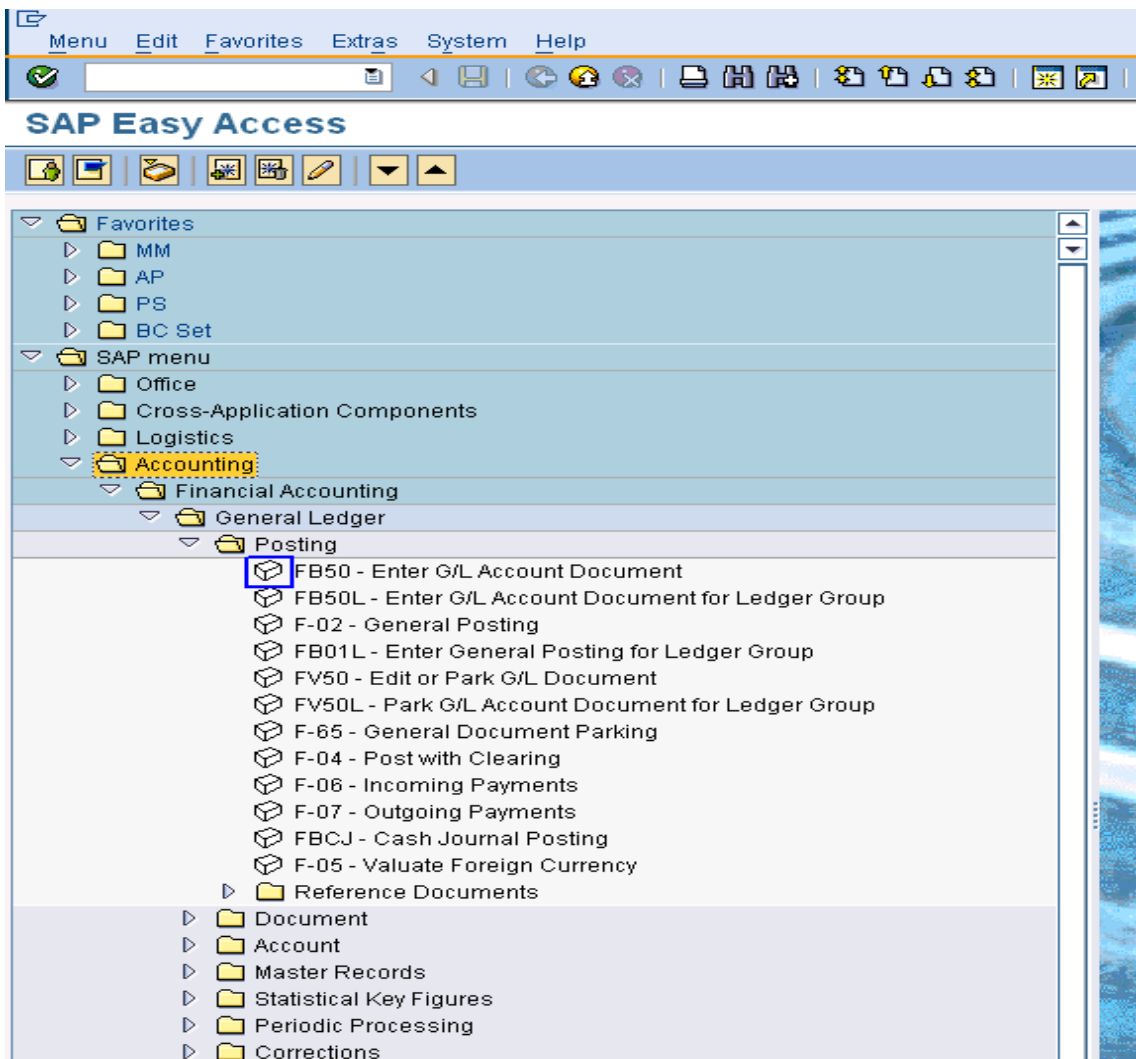 Menu Edit Favorites Extras System Help
SAP Easy Access
Favorites
MM
AP
PS
BC Set
SAP menu
Office
Cross-Application Components
Logistics
Accounting
Financial Accounting
General Ledger
Posting
FB50 - Enter G/L Account Document
FB50L - Enter G/L Account Document for Ledger Group
F-02 - General Posting
FB01L - Enter General Posting for Ledger Group
FV50 - Edit or Park G/L Document
FV50L - Park G/L Account Document for Ledger Group
F-65 - General Document Parking
F-04 - Post with Clearing
F-06 - Incoming Payments
F-07 - Outgoing Payments
FBCJ - Cash Journal Posting
F-05 - Valuate Foreign Currency
Reference Documents
Document
Account
Master Records
Statistical Key Figures
Periodic Processing
Corrections